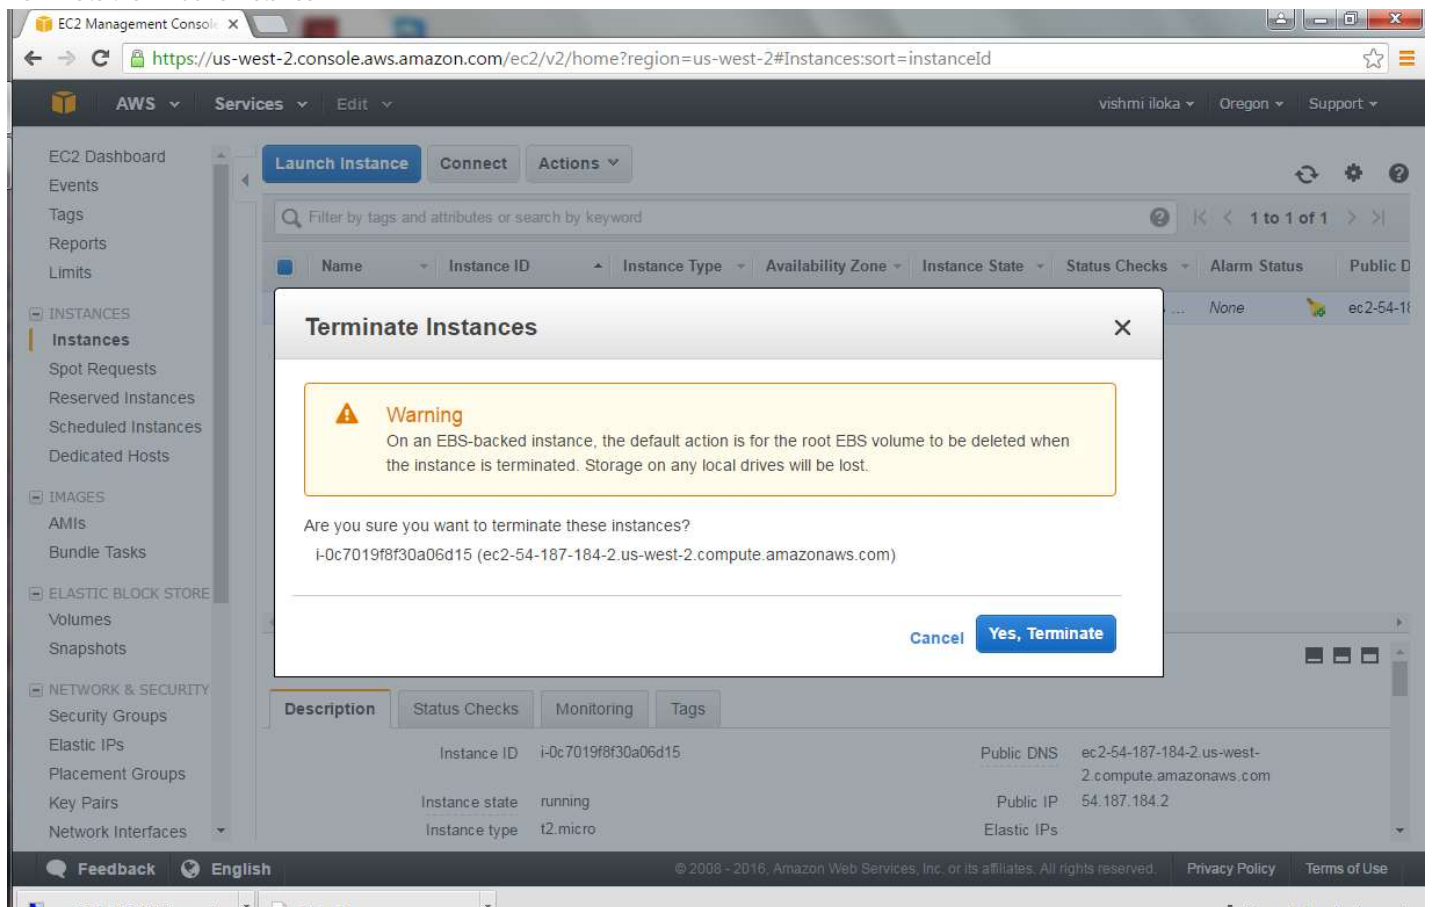 EC2 Management Consol
https://us-west-2.console.aws.amazon.com/ec2/v2/home?region=us-west-2#Instances:sort=instanceId
AWS Services Edit vishmi iloka Oregon Support
EC2 Dashboard
Events
Tags
Reports
Limits
INSTANCES
Instances
Spot Requests
Reserved Instances
Scheduled Instances
Dedicated Hosts
IMAGES
AMIs
Bundle Tasks
ELASTIC BLOCK STORE
Volumes
Snapshots
NETWORK & SECURITY
Security Groups
Elastic IPs
Placement Groups
Key Pairs
Network Interfaces
Launch Instance Connect Actions
Filter by tags and attributes or search by keyword 1 to 1 of 1
Name Instance ID Instance Type Availability Zone Instance State Status Checks Alarm Status Public D
... None ec2-54-18
Terminate Instances
Warning
On an EBS-backed instance, the default action is for the root EBS volume to be deleted when
the instance is terminated. Storage on any local drives will be lost.
Are you sure you want to terminate these instances?
i-0c7019f8f30a06d15 (ec2-54-187-184-2.us-west-2.compute.amazonaws.com)
Cancel Yes, Terminate
Description Status Checks Monitoring Tags
Instance ID i-0c7019f8f30a06d15 Public DNS ec2-54-187-184-2.us-west-
2.compute.amazonaws.com
Instance state running Public IP 54.187.184.2
Instance type t2.micro Elastic IPs
Feedback English © 2008 - 2016, Amazon Web Services, Inc. or its affiliates. All rights reserved. Privacy Policy Terms of Use